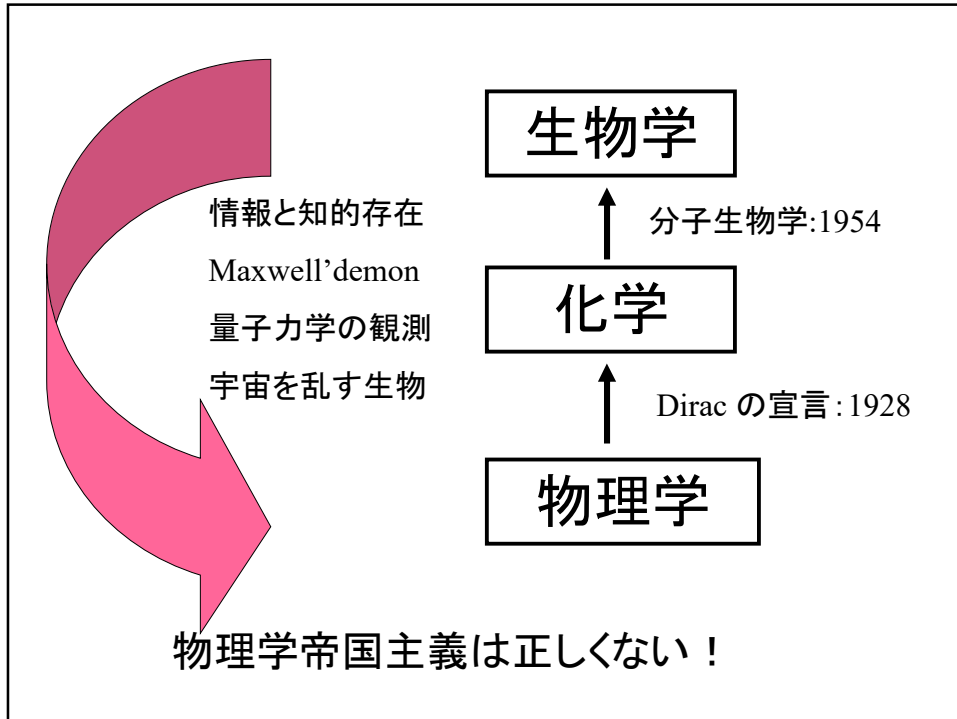 生物学
情報と知的存在
分子生物学:1954
Maxwell’demon
化学
量子力学の観測
宇宙を乱す生物
Dirac の宣言：1928
物理学
物理学帝国主義は正しくない！